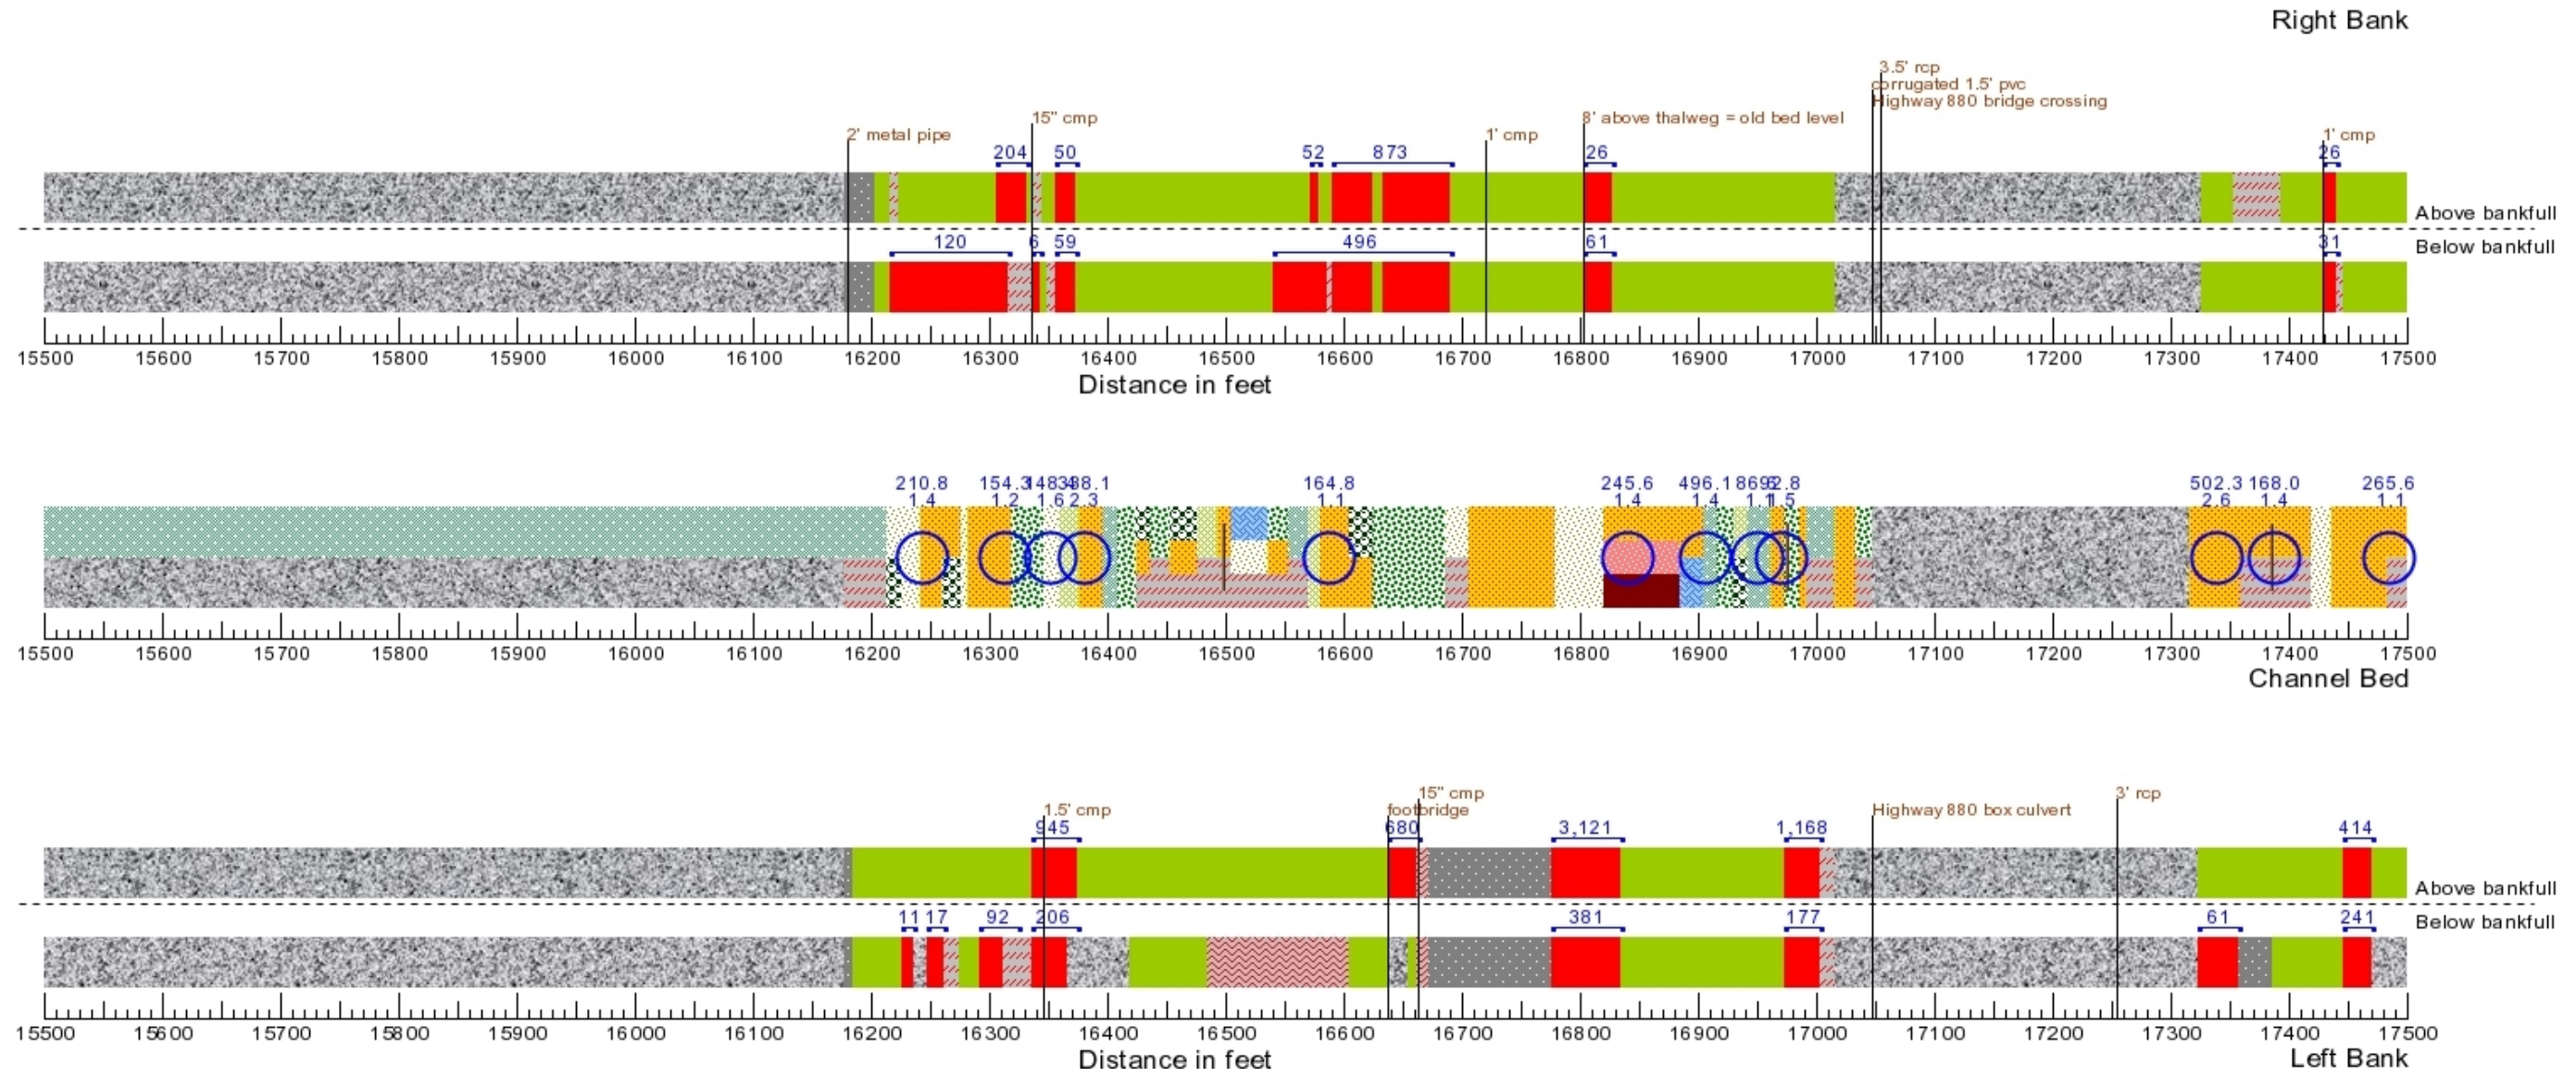 Right Bank
3.5' rcp
corrugated 1.5' pvc
Highway 880 bridge crossing
15" cmp
8' above thalweg = old bed level
2' metal pipe
1' cmp
1' cmp
204 50 52 873 26 26
Above bankfull
120 6 59 496 61 31
Below bankfull
15500 15600 15700 15800 15900 16000 16100 16200 16300 16400 16500 16600 16700 16800 16900 17000 17100 17200 17300 17400 17500
Distance in feet
210.8 164.8 245.6 496.1 502.3 168.0 265.6
1.4 1.2 1.6 2.3 1.1 1.4 1.4 2.6 1.4 1.1
15500 15600 15700 15800 15900 16000 16100 16200 16300 16400 16500 16600 16700 16800 16900 17000 17100 17200 17300 17400 17500
Channel Bed
15" cmp
3' rcp
1.5' cmp
footbridge
Highway 880 box culvert
945 680 3,121 1,168 414
Above bankfull
11 17 92 206 381 177 61 241
Below bankfull
15500 15600 15700 15800 15900 16000 16100 16200 16300 16400 16500 16600 16700 16800 16900 17000 17100 17200 17300 17400 17500
Distance in feet
Left Bank